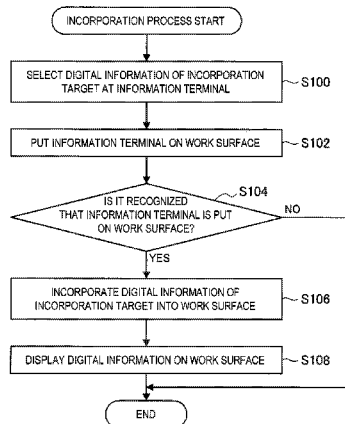 INCORPORATION PROCESS START
SELECT DIGITAL INFORMATION OF INCORPORATION
TARGET AT INFORMATION TERMINAL
S100
PUT INFORMATION TERMINAL ON WORK SURFACE
S102
S104
IS IT RECOGNIZED
THAT INFORMATION TERMINAL IS PUT
ON WORK SURFACE?
NO
YES
INCORPORATE DIGITAL INFORMATION OF
INCORPORATION TARGET INTO WORK SURFACE
S106
DISPLAY DIGITAL INFORMATION ON WORK SURFACE
S108
END